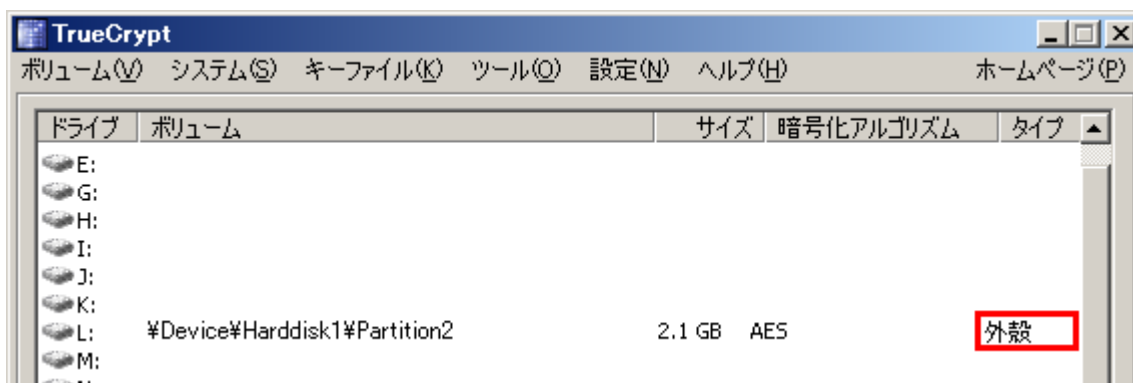 TrueCrypt
ボリューム(V) システム(S) キーファイル(K) ツール(O) 設定(N) ヘルプ(H) ホームページ(P)
ドライブ ボリューム サイズ 暗号化アルゴリズム タイプ
E:
G:
H:
I:
J:
K:
L: ¥Device¥Harddisk1¥Partition2 2.1 GB AES 外殻
M: